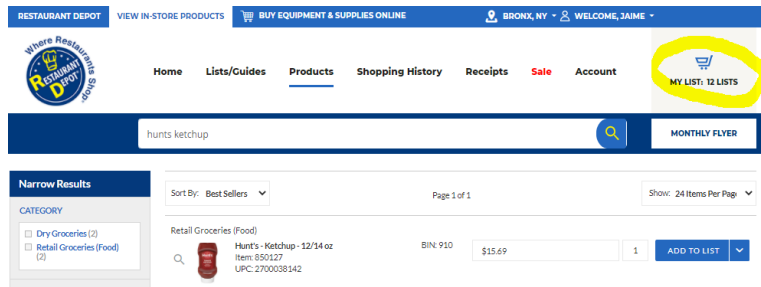 RESTAURANT DEPOT
VIEW IN-STORE PRODUCTS
BUY EQUIPMENT & SUPPLIES ONLINE
BRONX, NY
WELCOME, JAIME
Where Restaurants Shop
RESTAURANT DEPOT
Home
Lists/Guides
Products
Shopping History
Receipts
Sale
Account
MY LIST: 12 LISTS
hunts ketchup
MONTHLY FLYER
Narrow Results
CATEGORY
Dry Groceries (2)
Retail Groceries (Food)
(2)
Sort By: Best Sellers
Page 1 of 1
Show: 24 Items Per Page
Retail Groceries (Food)
Hunt's - Ketchup - 12/14 oz
Item: 850127
UPC: 2700038142
BIN: 910
$15.69
1
ADD TO LIST